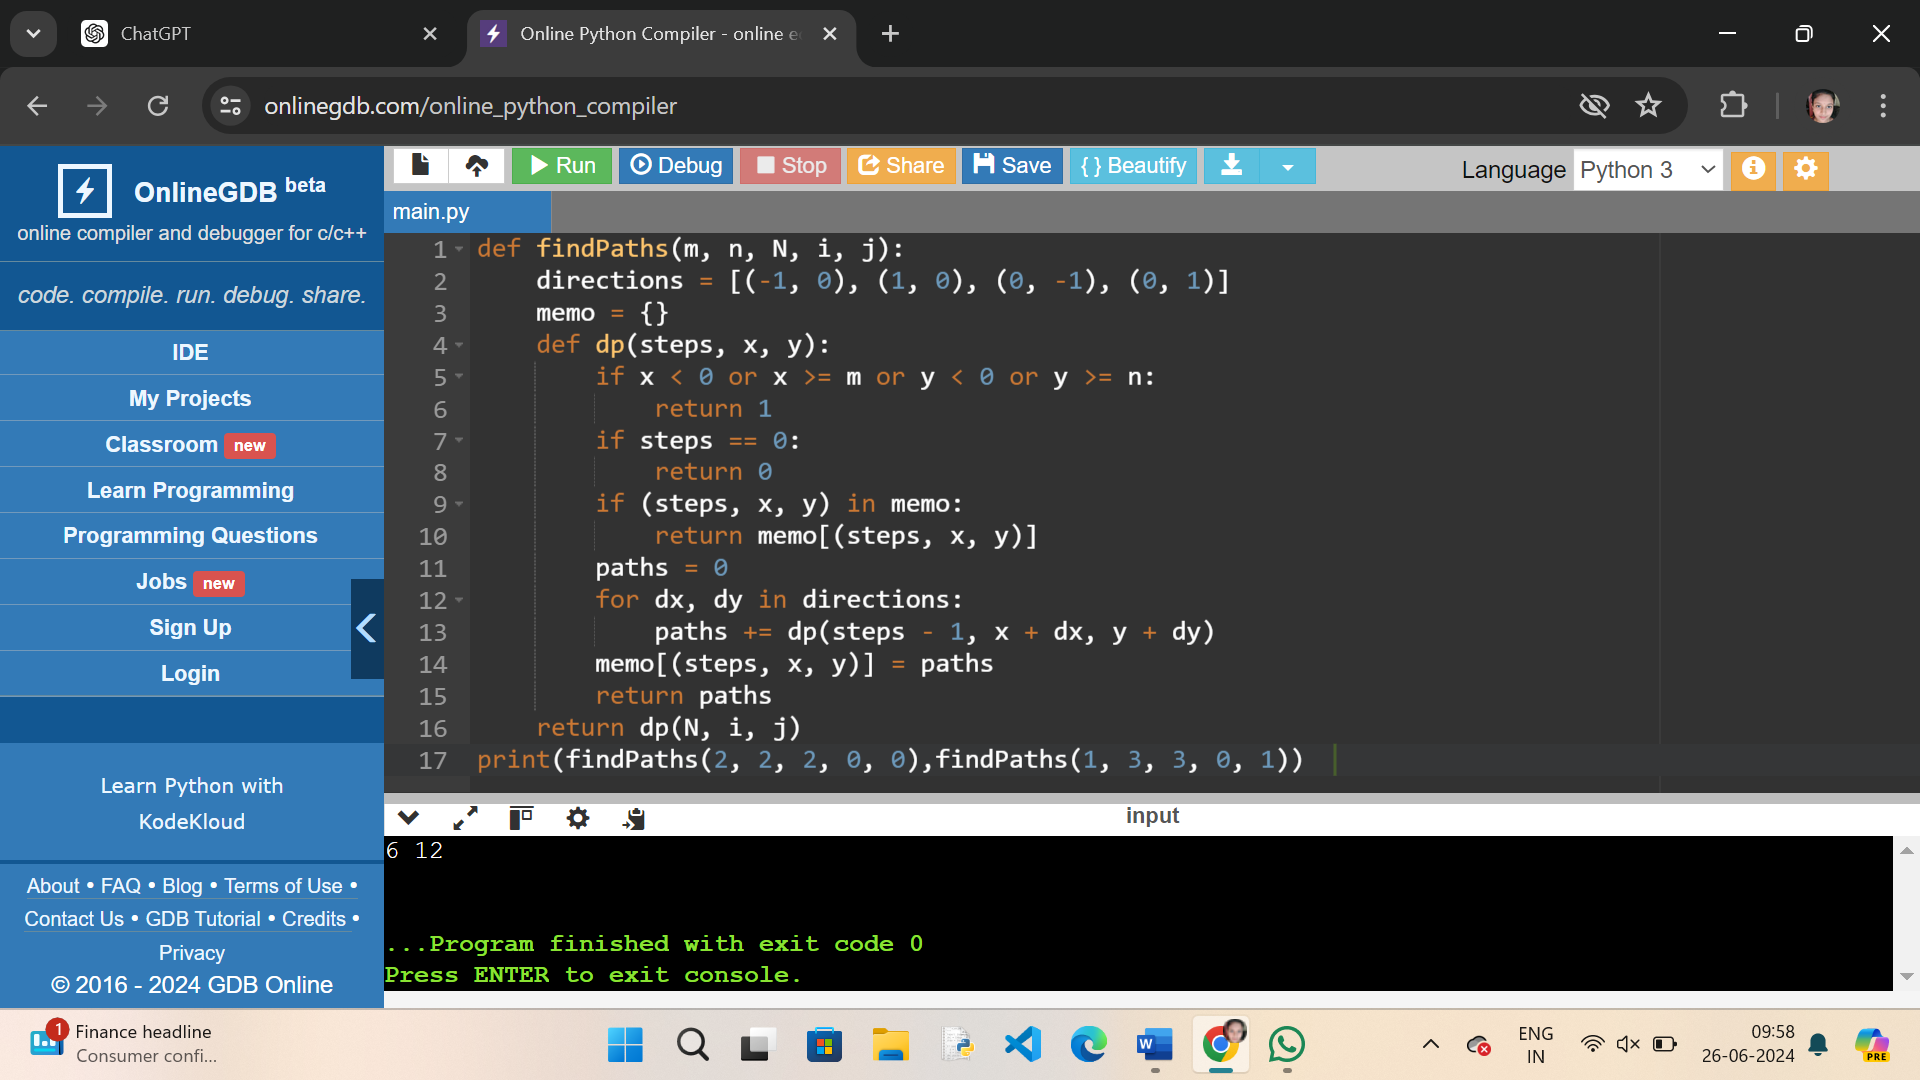 ChatGPT
Online Python Compiler - online e
onlinegdb.com/online_python_compiler
OnlineGDB beta
online compiler and debugger for c/c++
code. compile. run. debug. share.
IDE
My Projects
Classroom new
Learn Programming
Programming Questions
Jobs new
Sign Up
Login
Learn Python with
KodeKloud
About • FAQ • Blog • Terms of Use •
Contact Us • GDB Tutorial • Credits •
Privacy
© 2016 - 2024 GDB Online
Run Debug Stop Share Save { } Beautify
Language Python 3
main.py
1 def findPaths(m, n, N, i, j):
2 directions = [(-1, 0), (1, 0), (0, -1), (0, 1)]
3 memo = {}
4 def dp(steps, x, y):
5 if x < 0 or x >= m or y < 0 or y >= n:
6 return 1
7 if steps == 0:
8 return 0
9 if (steps, x, y) in memo:
10 return memo[(steps, x, y)]
11 paths = 0
12 for dx, dy in directions:
13 paths += dp(steps - 1, x + dx, y + dy)
14 memo[(steps, x, y)] = paths
15 return paths
16 return dp(N, i, j)
17 print(findPaths(2, 2, 2, 0, 0),findPaths(1, 3, 3, 0, 1))
input
6 12
...Program finished with exit code 0
Press ENTER to exit console.
1
Finance headline
Consumer confi...
W
ENG
IN
09:58
26-06-2024
PRE